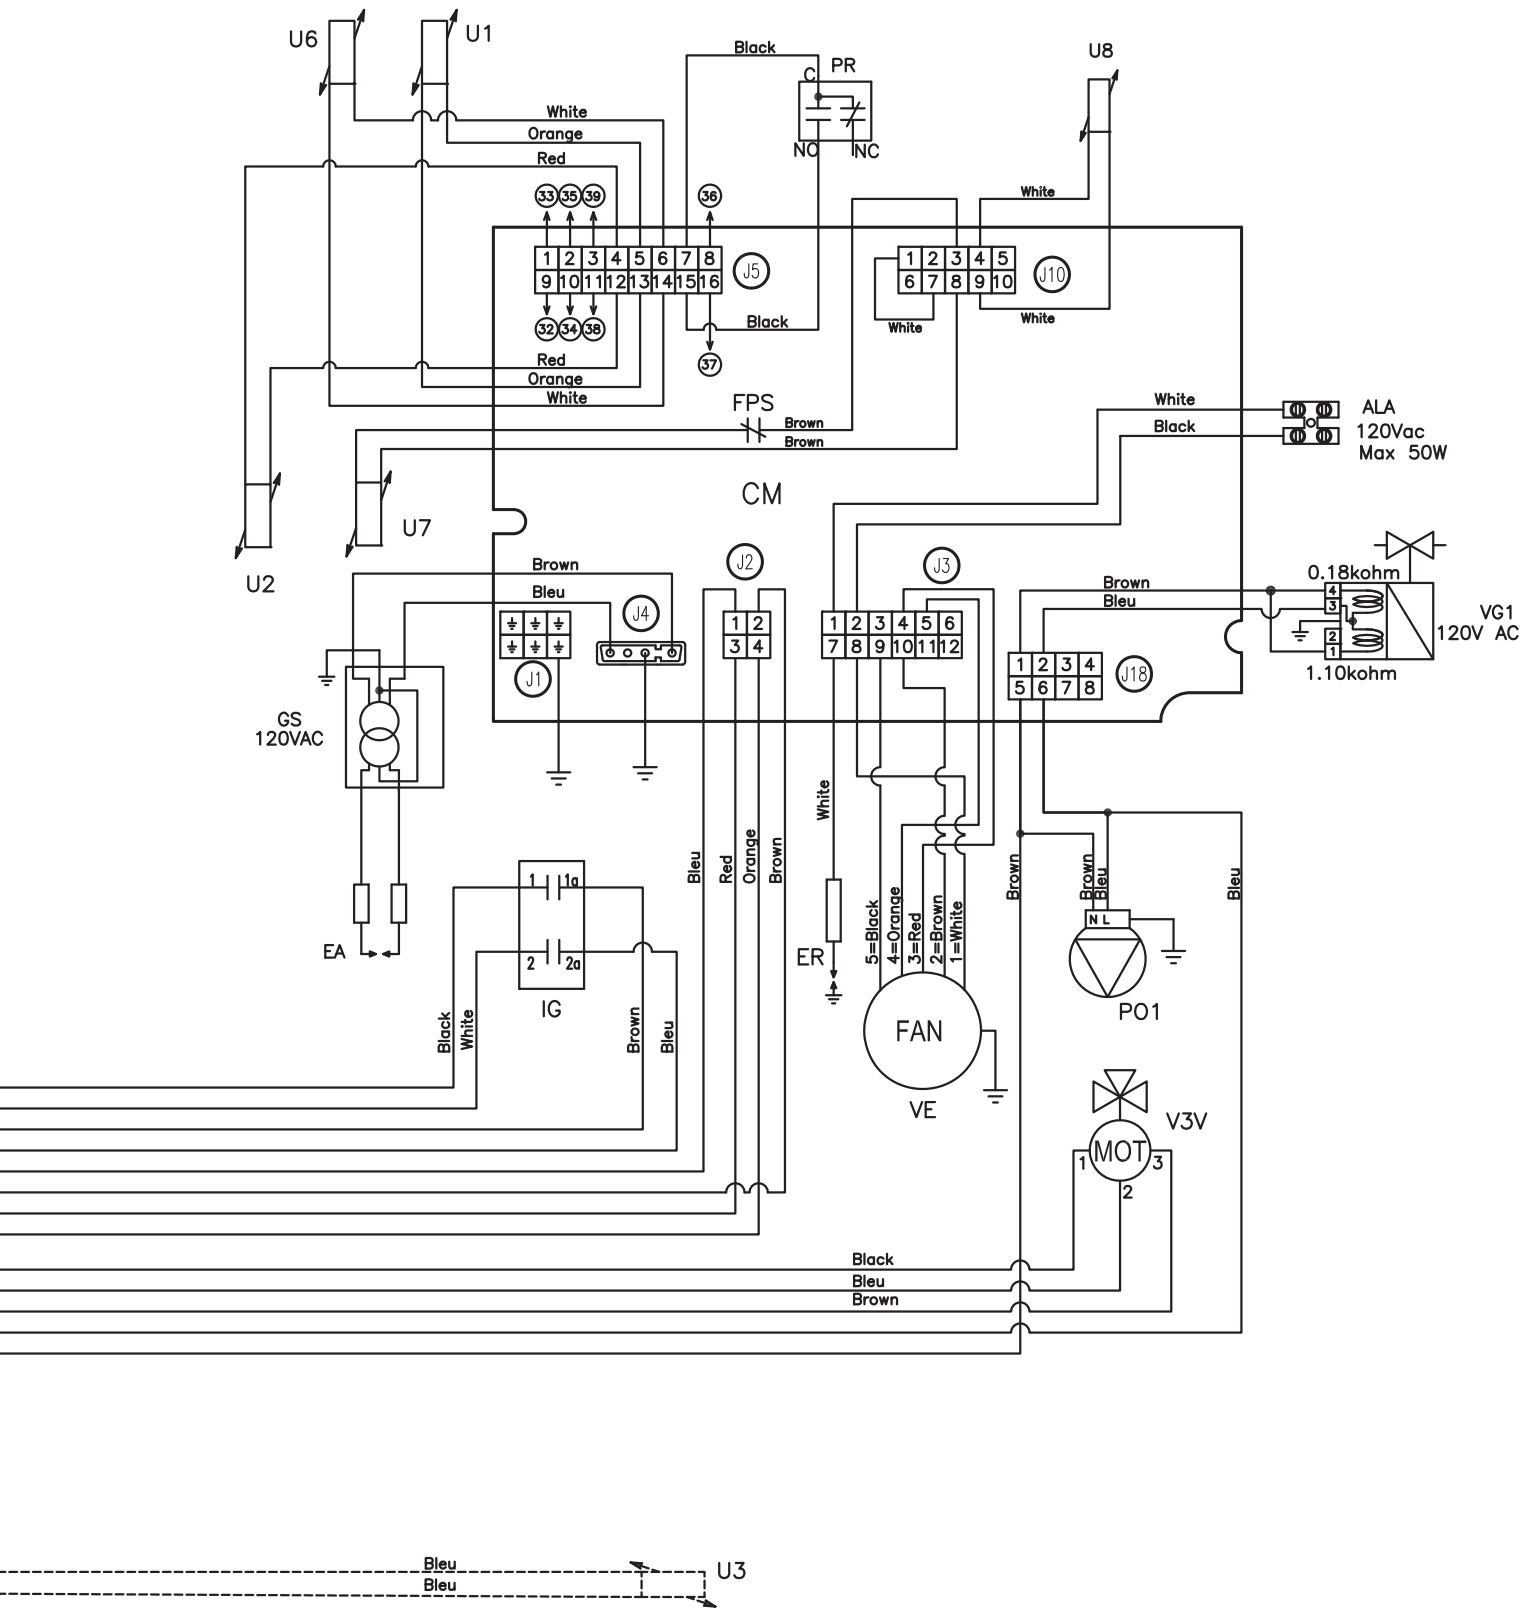 U6
U1
U8
Black
C
PR
White
Orange
Red
NO
NC
White
33 35 39 36
1 2 3 4 5 6 7 8
9 10 11 12 13 14 15 16
J5
1 2 3 4 5
6 7 8 9 10
J10
32 34 38
Black
White
White
37
Red
Orange
White
FPS
Brown
Brown
White
Black
ALA
120Vac
Max 50W
CM
U7
U2
Brown
Bleu
J4
J1
J2
1 2
3 4
J3
1 2 3 4 5 6
7 8 9 10 11 12
Brown
Bleu
0.18kohm
4
3
2
1
VG1
120V AC
1.10kohm
1 2 3 4
5 6 7 8
J18
GS
120VAC
White
Bleu
Red
Orange
Brown
1 1a
2 2a
IG
EA
ER
5=Black
4=Orange
3=Red
2=Brown
1=White
Brown
Brown
Bleu
Bleu
N L
PO1
FAN
VE
Black
White
Brown
Bleu
V3V
MOT
1
3
2
Black
Bleu
Brown
Bleu
Bleu
U3